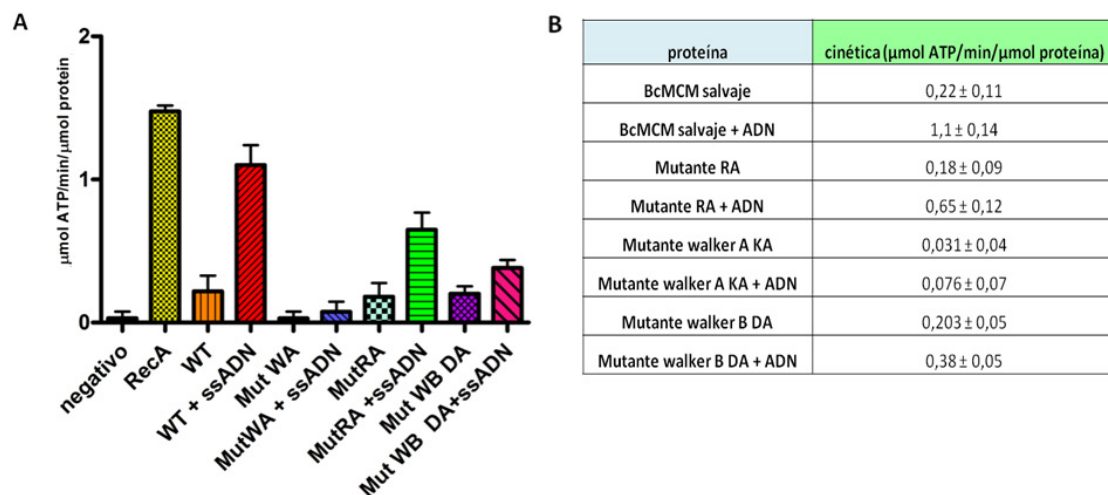 A
µmol ATP/min/µmol protein
2
1
0
negativo
RecA
WT
WT + ssADN
Mut WA
MutWA + ssADN
MutRA
MutRA +ssADN
Mut WB DA
Mut WB DA+ssADN
B
proteína cinética (µmol ATP/min/µmol proteína)
BcMCM salvaje 0,22 ± 0,11
BcMCM salvaje + ADN 1,1 ± 0,14
Mutante RA 0,18 ± 0,09
Mutante RA + ADN 0,65 ± 0,12
Mutante walker A KA 0,031 ± 0,04
Mutante walker A KA + ADN 0,076 ± 0,07
Mutante walker B DA 0,203 ± 0,05
Mutante walker B DA + ADN 0,38 ± 0,05